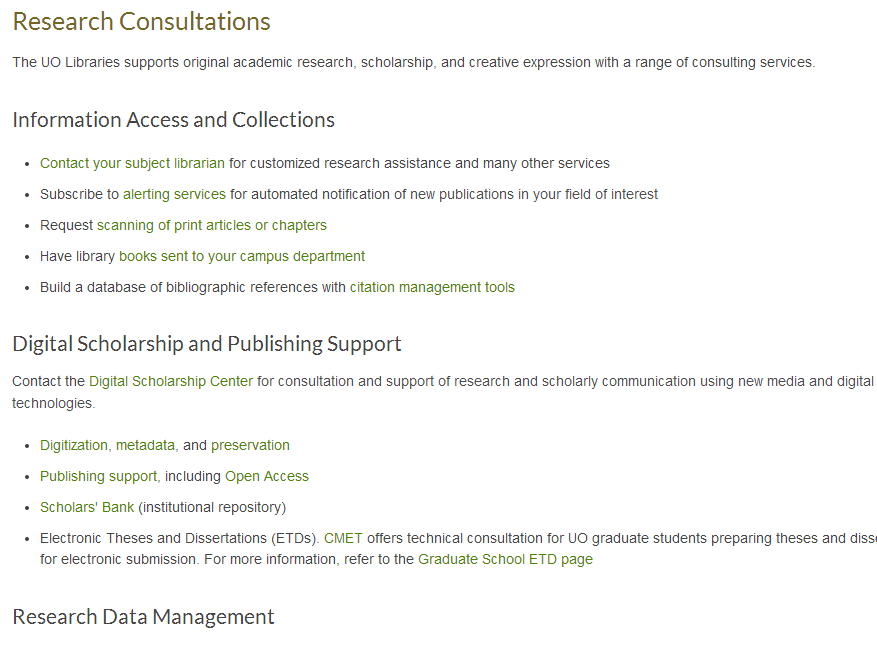 Research Consultations
The UO Libraries supports original academic research, scholarship, and creative expression with a range of consulting services.
Information Access and Collections
Contact your subject librarian for customized research assistance and many other services
Subscribe to alerting services for automated notification of new publications in your field of interest
Request scanning of print articles or chapters
Have library books sent to your campus department
Build a database of bibliographic references with citation management tools
Digital Scholarship and Publishing Support
Contact the Digital Scholarship Center for consultation and support of research and scholarly communication using new media and digital
technologies.
Digitization, metadata, and preservation
Publishing support, including Open Access
Scholars' Bank (institutional repository)
Electronic Theses and Dissertations (ETDs). CMET offers technical consultation for UO graduate students preparing theses and
for electronic submission. For more information, refer to the Graduate School ETD page
Research Data Management